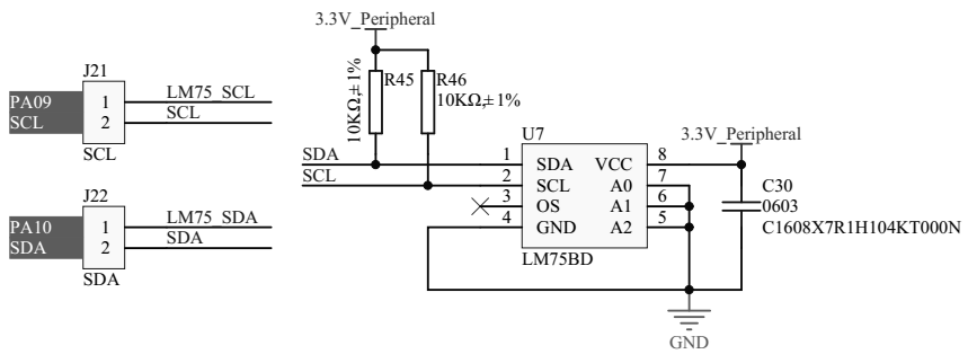 3.3V_Peripheral
J21
PA09 1 LM75_SCL
SCL 2 SCL
SCL
J22
PA10 1 LM75_SDA
SDA 2 SDA
SDA
R45
10KΩ,±1%
R46
10KΩ,±1%
U7
3.3V_Peripheral
SDA 1 SDA VCC 8
SCL 2 SCL A0 7
3 OS A1 6
4 GND A2 5
LM75BD
C30
0603
C1608X7R1H104KT000N
GND